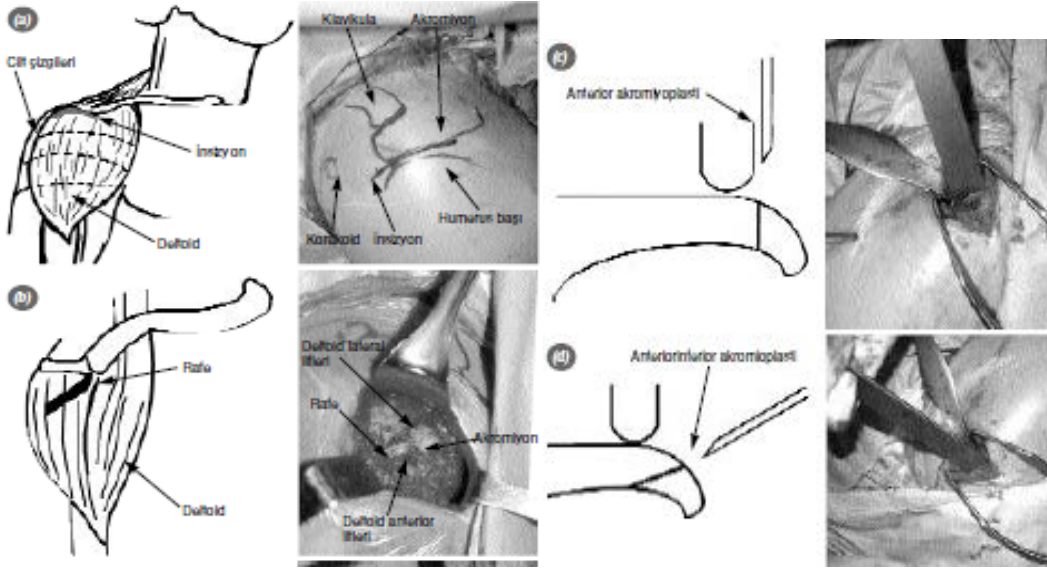 (a)
Cilt çizgileri
İnsizyon
Deltoid
Klavikula
Akromiyon
Korakoid
İnsizyon
Humerus başı
(b)
Rafe
Deltoid
Deltoid lateral
lifleri
Rafe
Akromiyon
Deltoid anterior
lifleri
(c)
Anterior akromiyoplasti
(d)
Anteriorinferior akromioplasti